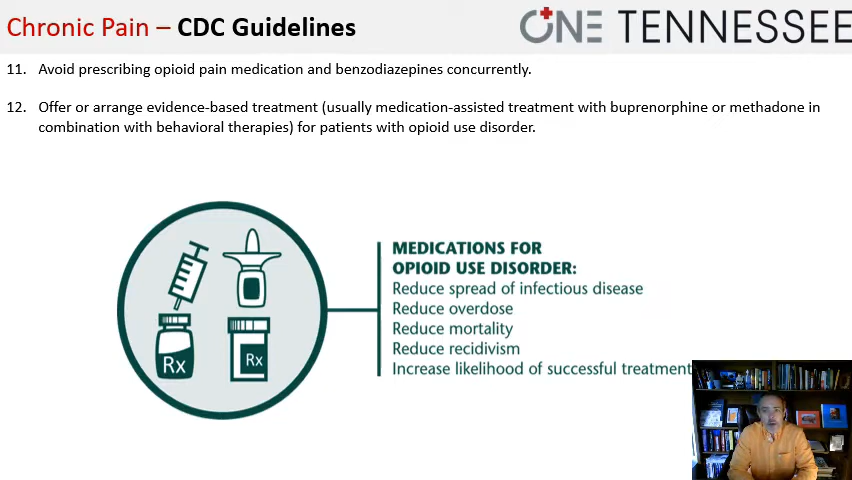 Chronic Pain – CDC Guidelines
ONE TENNESSEE
11. Avoid prescribing opioid pain medication and benzodiazepines concurrently.
12. Offer or arrange evidence-based treatment (usually medication-assisted treatment with buprenorphine or methadone in
combination with behavioral therapies) for patients with opioid use disorder.
MEDICATIONS FOR
OPIOID USE DISORDER:
Reduce spread of infectious disease
Reduce overdose
Reduce mortality
Reduce recidivism
Increase likelihood of successful treatment
Rx
Rx